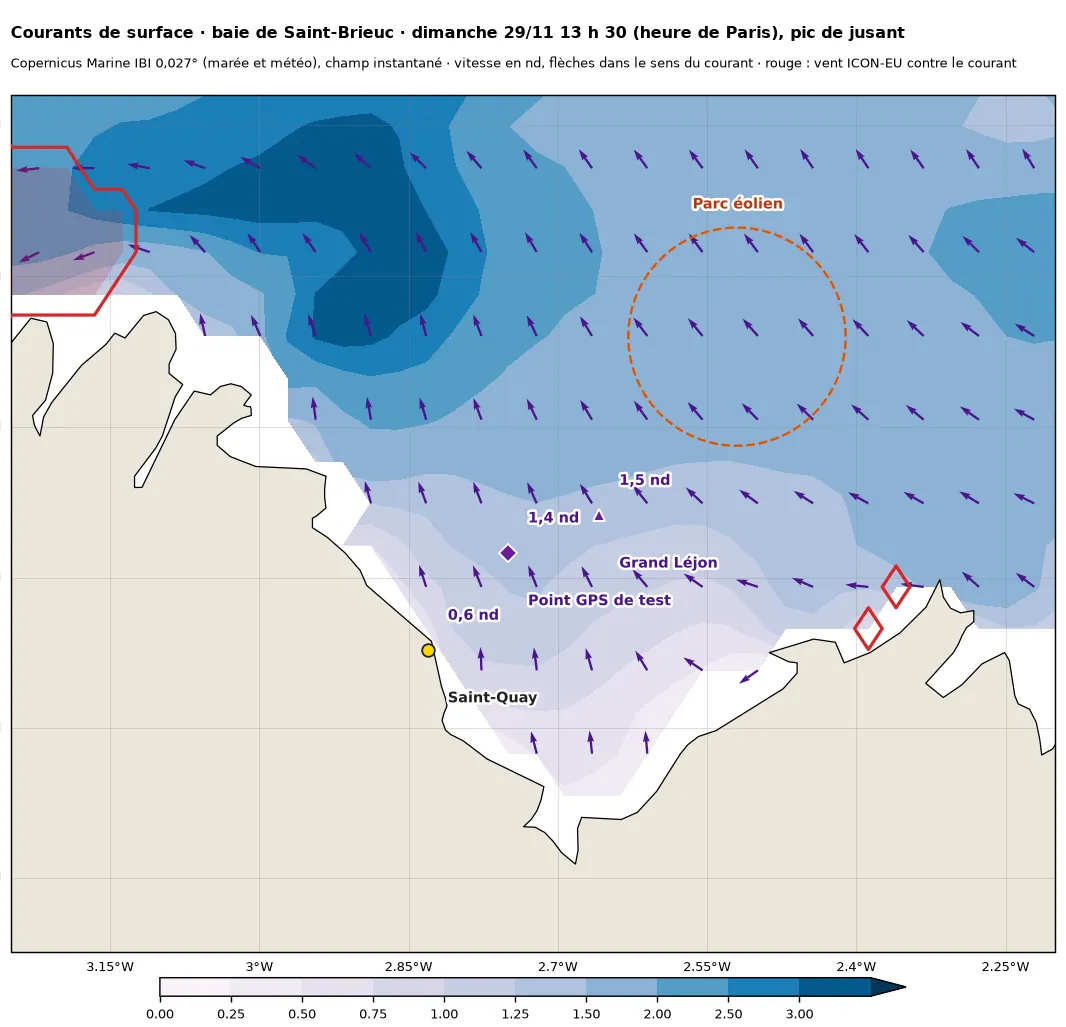 Courants de surface · baie de Saint-Brieuc · dimanche 29/11 13 h 30 (heure de Paris), pic de jusant
Copernicus Marine IBI 0,027° (marée et météo), champ instantané · vitesse en nd, flèches dans le sens du courant · rouge : vent ICON-EU contre le courant
Parc éolien
1,5 nd
1,4 nd
Grand Léjon
Point GPS de test
0,6 nd
Saint-Quay
3.15°W 3°W 2.85°W 2.7°W 2.55°W 2.4°W 2.25°W
0.00 0.25 0.50 0.75 1.00 1.25 1.50 2.00 2.50 3.00